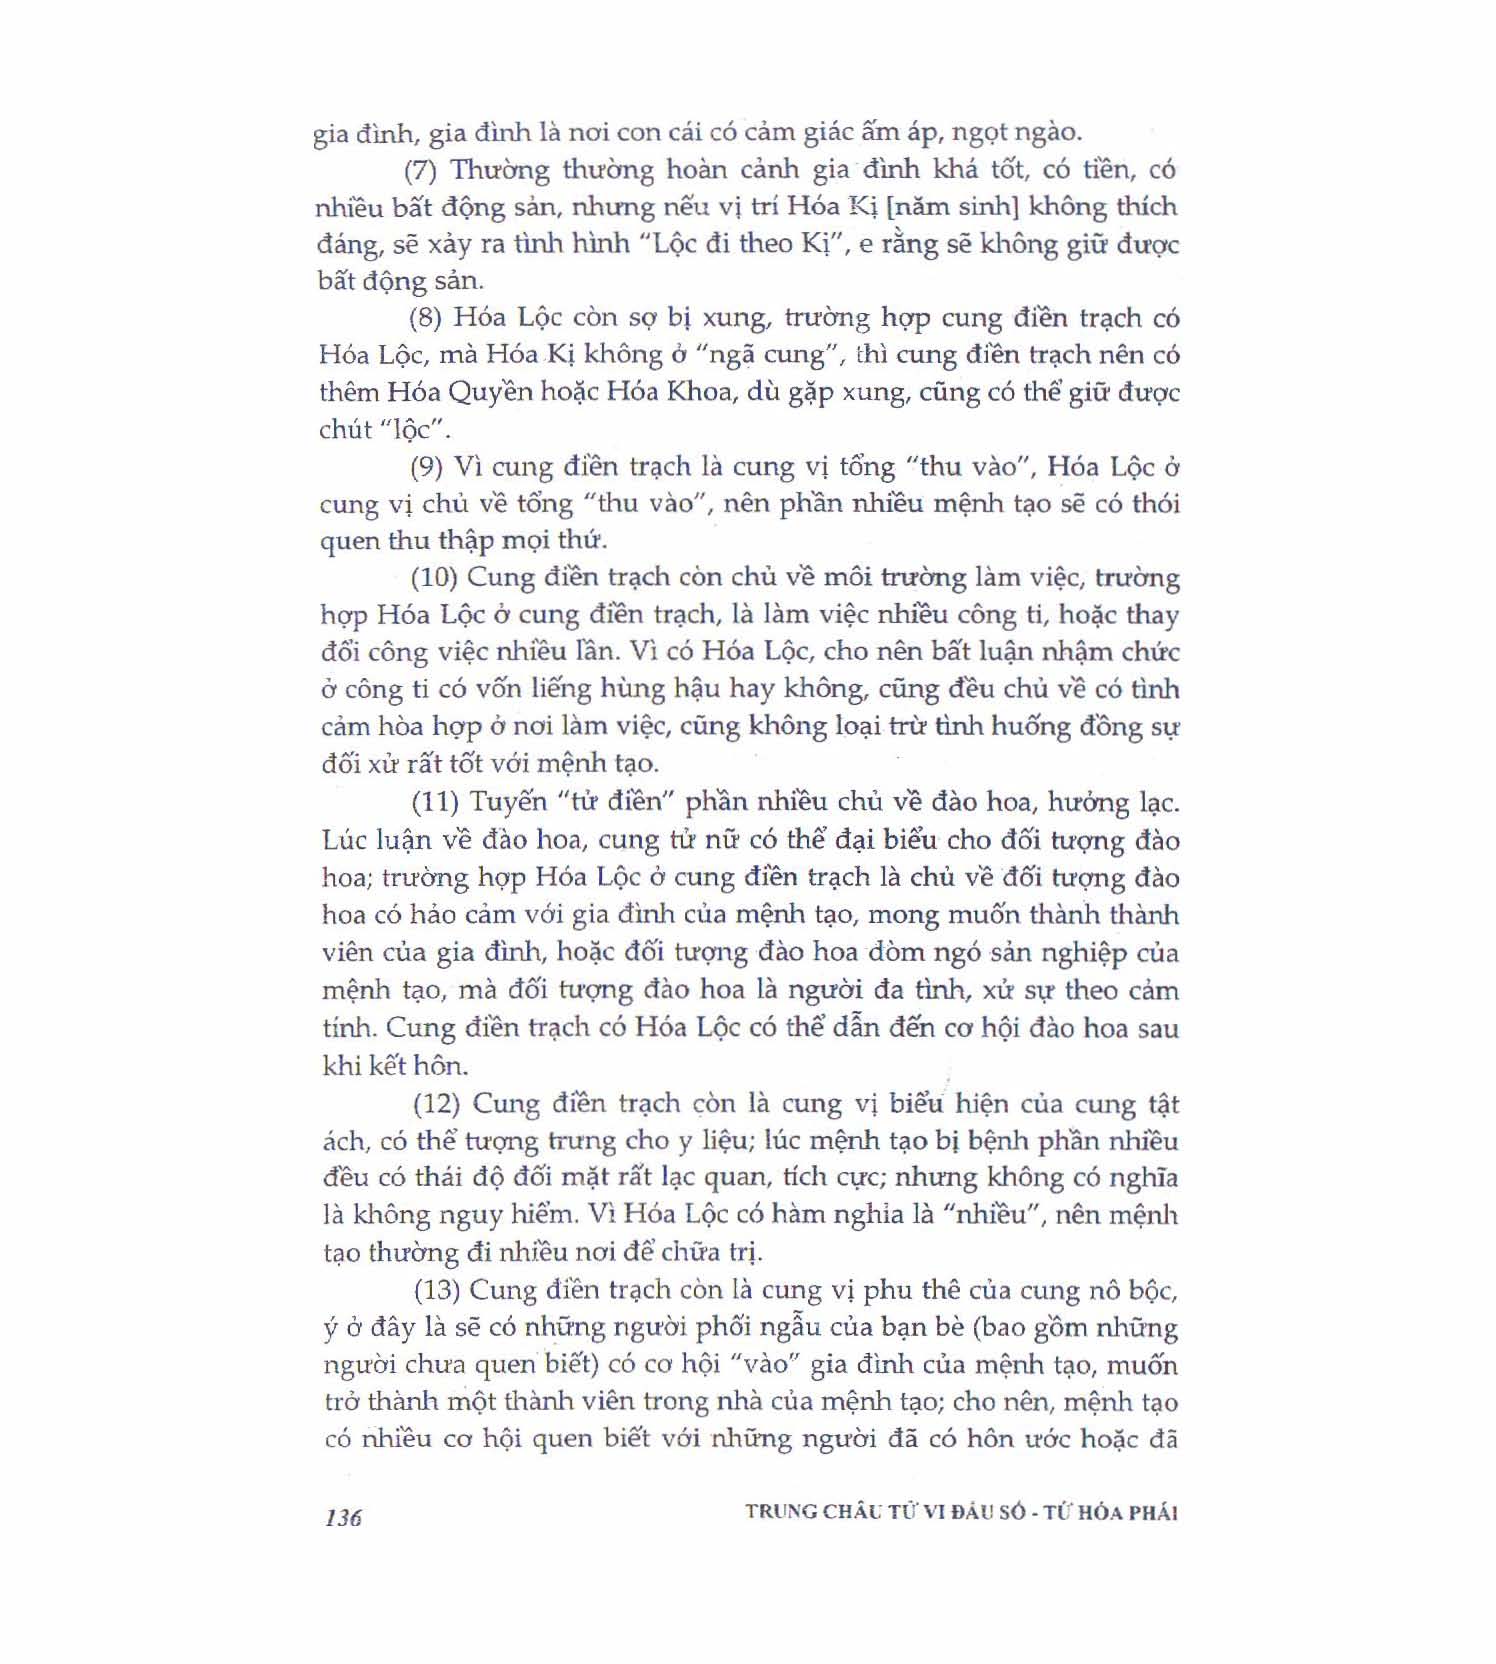 gia đình, gia đình là nơi con cái có cảm giác ấm áp, ngọt ngào.
(7) Thường thường hoàn cảnh gia đình khá tốt, có tiền, có
nhiều bất động sản, nhưng nếu vị trí Hóa Kị [năm sinh] không thích
đáng, sẽ xảy ra tình hình "Lộc đi theo Kị", e rằng sẽ không giữ được
bất động sản.
(8) Hóa Lộc còn sợ bị xung, trường hợp cung điền trạch có
Hóa Lộc, mà Hóa Kị không ở "ngã cung", thì cung điền trạch nên có
thêm Hóa Quyền hoặc Hóa Khoa, dù gặp xung, cũng có thể giữ được
chút "lộc".
(9) Vì cung điền trạch là cung vị tổng "thu vào", Hóa Lộc ở
cung vị chủ về tổng "thu vào", nên phần nhiều mệnh tạo sẽ có thói
quen thu thập mọi thứ.
(10) Cung điền trạch còn chủ về môi trường làm việc, trường
hợp Hóa Lộc ở cung điền trạch, là làm việc nhiều công ti, hoặc thay
đổi công việc nhiều lần. Vì có Hóa Lộc, cho nên bất luận nhậm chức
ở công ti có vốn liếng hùng hậu hay không, cũng đều chủ về có tình
cảm hòa hợp ở nơi làm việc, cũng không loại trừ tình huống đồng sự
đối xử rất tốt với mệnh tạo.
(11) Tuyến "tử điền" phần nhiều chủ về đào hoa, hưởng lạc.
Lúc luận về đào hoa, cung tử nữ có thể đại biểu cho đối tượng đào
hoa; trường hợp Hóa Lộc ở cung điền trạch là chủ về đối tượng đào
hoa có hảo cảm với gia đình của mệnh tạo, mong muốn thành thành
viên của gia đình, hoặc đối tượng đào hoa dòm ngó sản nghiệp của
mệnh tạo, mà đối tượng đào hoa là người đa tình, xử sự theo cảm
tính. Cung điền trạch có Hóa Lộc có thể dẫn đến cơ hội đào hoa sau
khi kết hôn.
(12) Cung điền trạch còn là cung vị biểu hiện của cung tật
ách, có thể tượng trưng cho y liệu; lúc mệnh tạo bị bệnh phần nhiều
đều có thái độ đối mặt rất lạc quan, tích cực; nhưng không có nghĩa
là không nguy hiểm. Vì Hóa Lộc có hàm nghỉa là "nhiều", nên mệnh
tạo thường đi nhiều nơi để chữa trị.
(13) Cung điền trạch còn là cung vị phu thê của cung nô bộc,
ý ở đây là sẽ có những người phối ngẫu của bạn bè (bao gồm những
người chưa quen biết) có cơ hội "vào" gia đình của mệnh tạo, muốn
trở thành một thành viên trong nhà của mệnh tạo; cho nên, mệnh tạo
có nhiều cơ hội quen biết với những người đã có hôn ước hoặc đã
136
TRUNG CHÂU TỬ VI ĐẨU SỐ - TỨ HÓA PHÁI